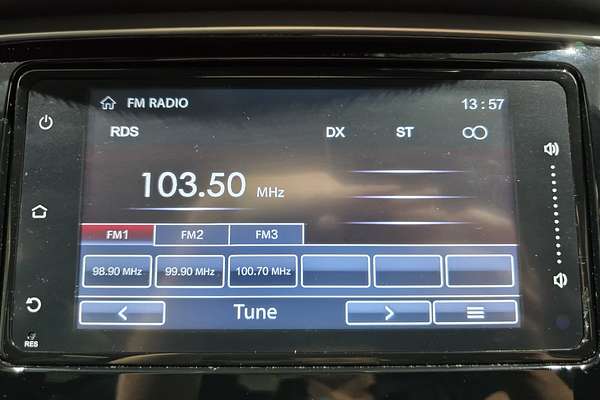 FM RADIO 13:57
RDS DX ST
103.50 MHz
FM1 FM2 FM3
98.90 MHz 99.90 MHz 100.70 MHz
Tune
RES